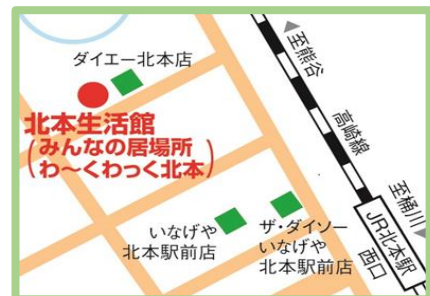 ダイエー北本店
北本生活館
(みんなの居場所
わ〜くわっく北本)
いなげや
北本駅前店
ザ・ダイソー
いなげや
北本駅前店
至熊谷
高崎線
至桶川
JR北本駅
西口